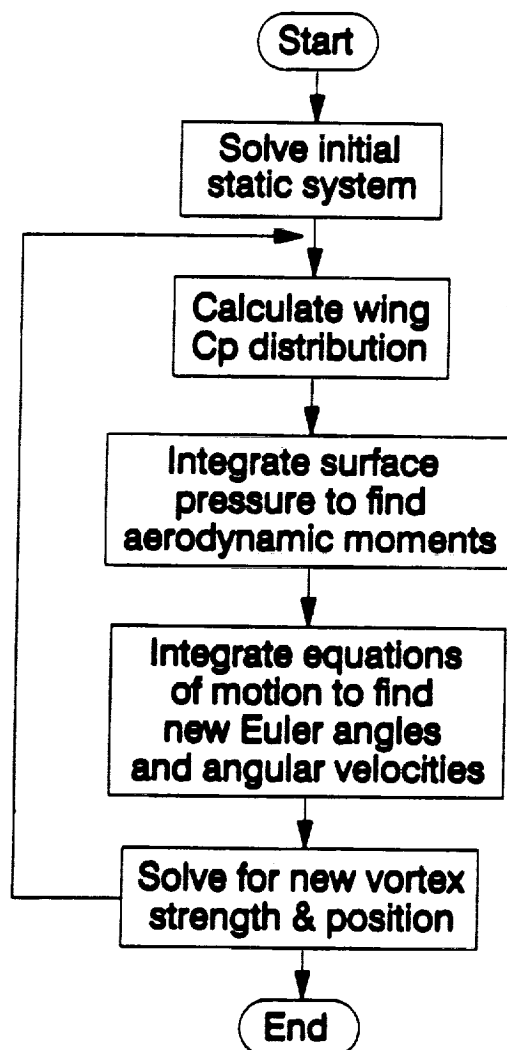 Start
Solve initial
static system
Calculate wing
Cp distribution
Integrate surface
pressure to find
aerodynamic moments
Integrate equations
of motion to find
new Euler angles
and angular velocities
Solve for new vortex
strength & position
End